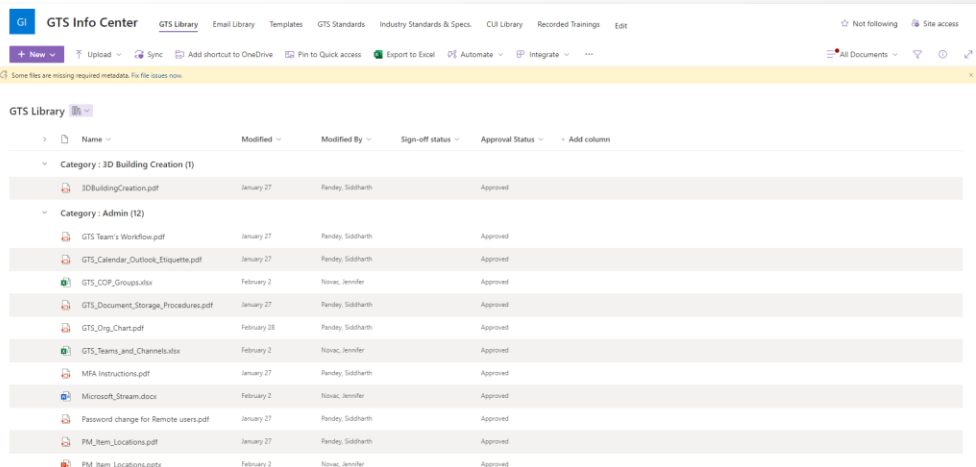 GI GTS Info Center GTS Library Email Library Templates GTS Standards Industry Standards & Specs. CUI Library Recorded Trainings Edit Not following Site access
+ New Upload Sync Add shortcut to OneDrive Pin to Quick access Export to Excel Automate Integrate ... All Documents
Some files are missing required metadata. Fix file issues now.
GTS Library
Name Modified Modified By Sign-off status Approval Status + Add column
Category : 3D Building Creation (1)
3DBuildingCreation.pdf January 27 Pandey, Siddharth Approved
Category : Admin (12)
GTS Team's Workflow.pdf January 27 Pandey, Siddharth Approved
GTS_Calendar_Outlook_Etiquette.pdf January 27 Pandey, Siddharth Approved
GTS_COP_Groups.xlsx February 2 Novac, Jennifer Approved
GTS_Document_Storage_Procedures.pdf January 27 Pandey, Siddharth Approved
GTS_Org_Chart.pdf February 28 Pandey, Siddharth Approved
GTS_Teams_and_Channels.xlsx February 2 Novac, Jennifer Approved
MFA Instructions.pdf January 27 Pandey, Siddharth Approved
Microsoft_Stream.docx February 2 Novac, Jennifer Approved
Password change for Remote users.pdf January 27 Pandey, Siddharth Approved
PM_Item_Locations.pdf January 27 Pandey, Siddharth Approved
PM_Item_Locations.pptx February 2 Novac, Jennifer Approved